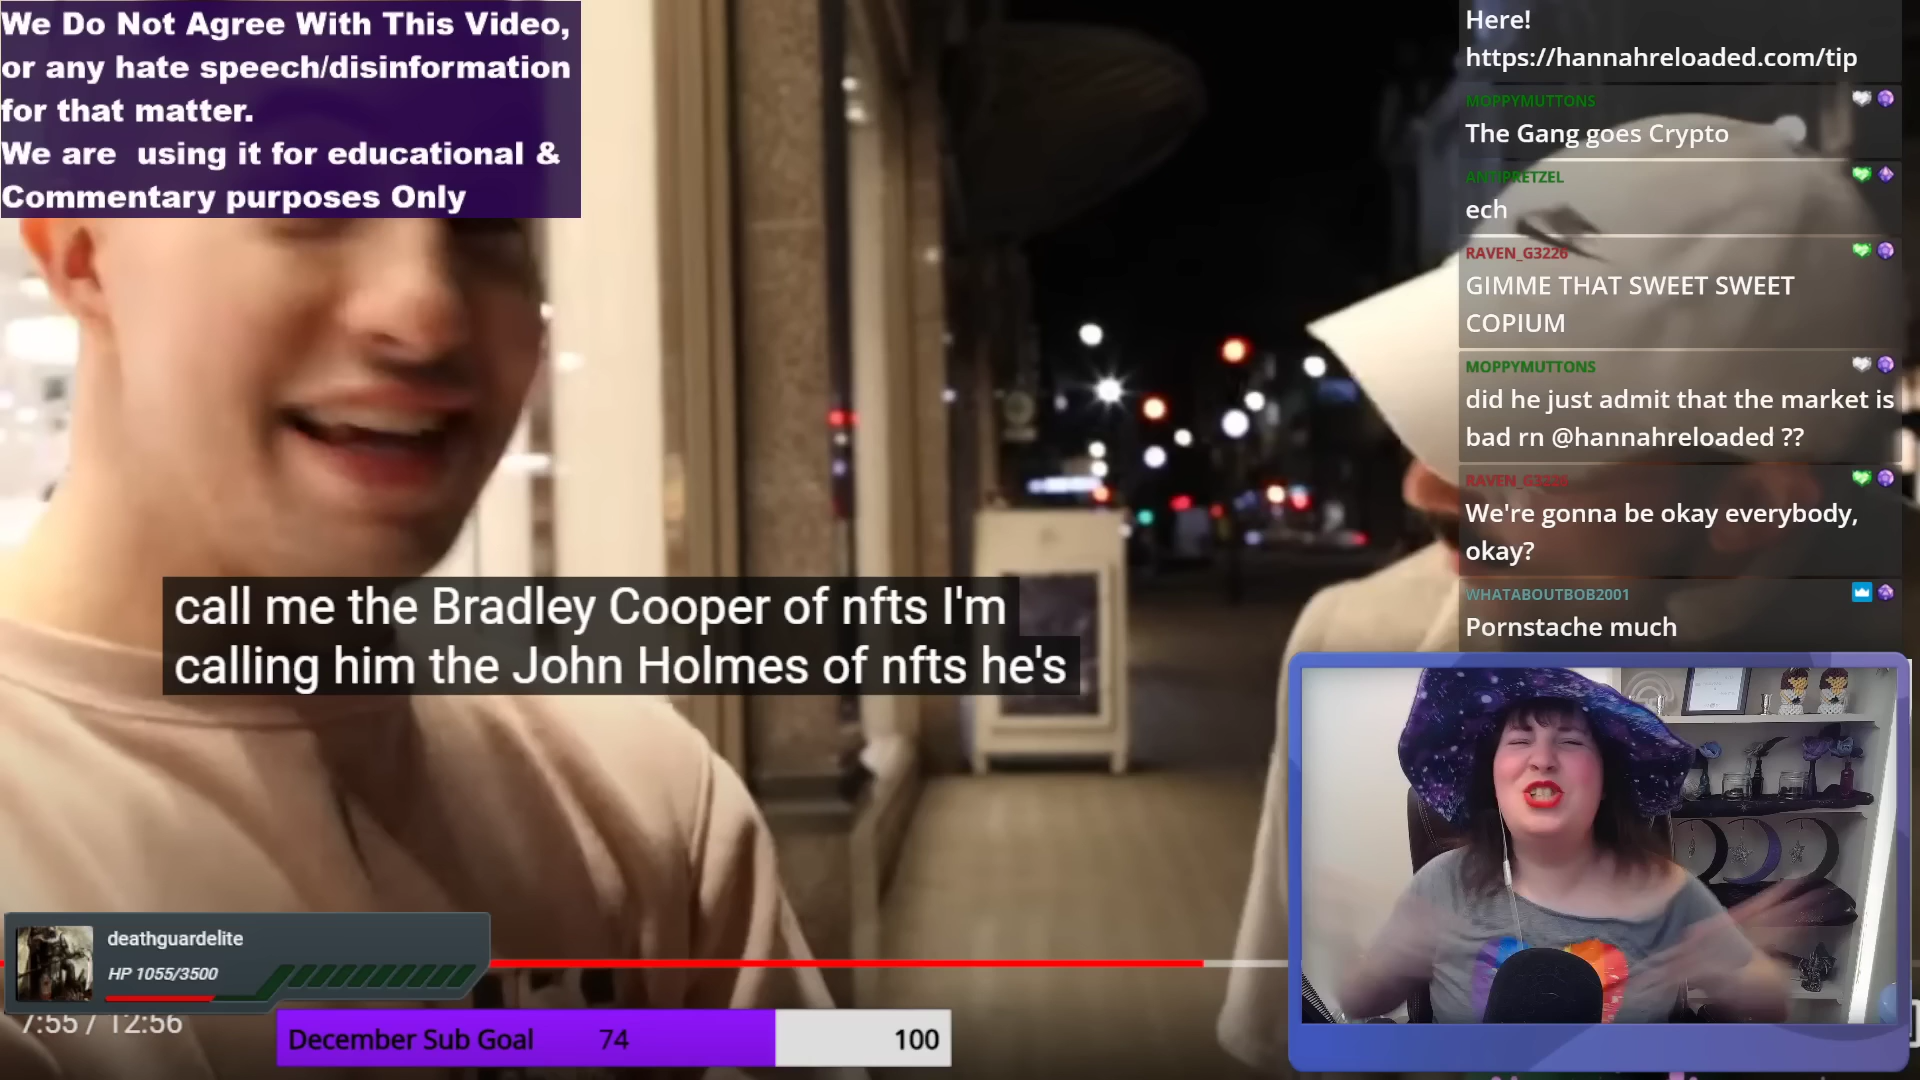 We Do Not Agree With This Video,
or any hate speech/disinformation
for that matter.
We are using it for educational &
Commentary purposes Only
Here!
https://hannahreloaded.com/tip
MOPPYMUTTONS
The Gang goes Crypto
ANTIPRETZEL
ech
RAVEN_G3226
GIMME THAT SWEET SWEET
COPIUM
MOPPYMUTTONS
did he just admit that the market is
bad rn @hannahreloaded ??
RAVEN_G3226
We're gonna be okay everybody,
okay?
WHATABOUTBOB2001
Pornstache much
call me the Bradley Cooper of nfts I'm
calling him the John Holmes of nfts he's
deathguardelite
HP 1055/3500
7:55 / 12:56
December Sub Goal 74 100